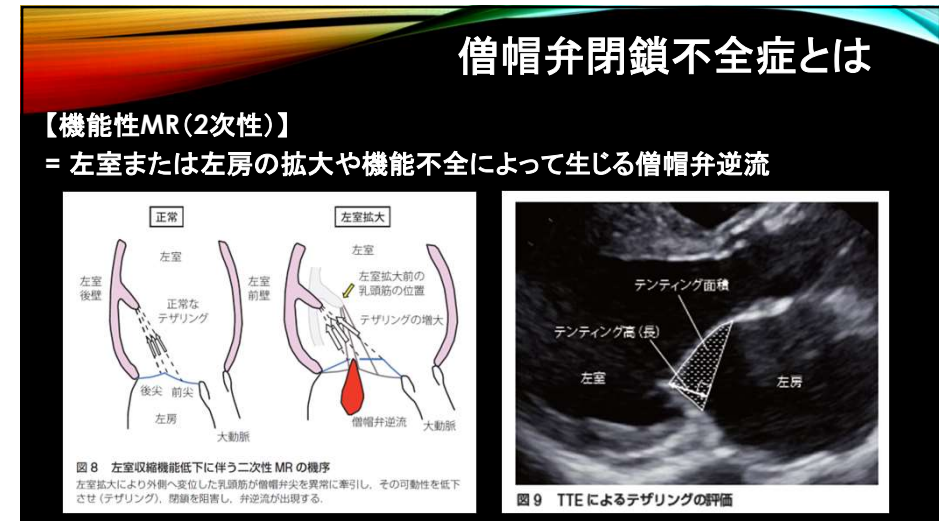 僧帽弁閉鎖不全症とは
【機能性MR(2次性)】
= 左室または左房の拡大や機能不全によって生じる僧帽弁逆流
正常
左室
左室
後壁
左室
前壁
正常な
テザリング
後尖
前尖
左房
大動脈
左室拡大
左室
左室拡大前の
乳頭筋の位置
テザリングの増大
僧帽弁逆流
大動脈
図8 左室収縮機能低下に伴う二次性 MR の機序
左室拡大により外側へ変位した乳頭筋が僧帽弁尖を異常に牽引し,その可動性を低下
させ(テザリング),閉鎖を阻害し,弁逆流が出現する.
テンティング面積
テンティング高(長)
左室
左房
図9 TTE によるテザリングの評価